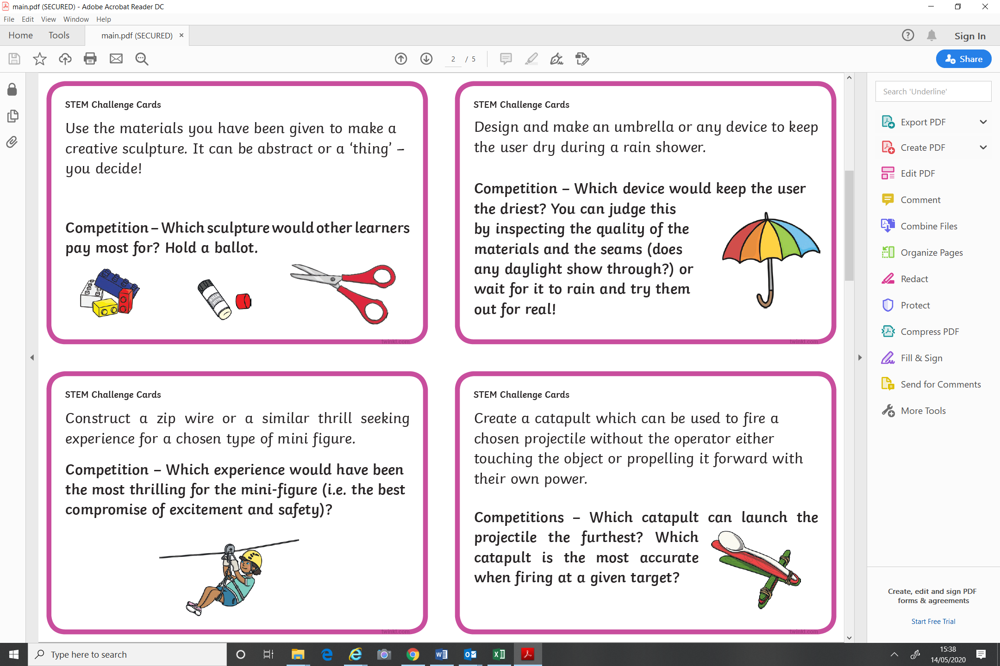 main.pdf (SECURED) - Adobe Acrobat Reader DC
File Edit View Window Help
Home Tools main.pdf (SECURED) × Sign In
2 / 5 Share
STEM Challenge Cards
Use the materials you have been given to make a
creative sculpture. It can be abstract or a ‘thing’ –
you decide!
Competition – Which sculpture would other learners
pay most for? Hold a ballot.
GLUE STICK
twinkl.com
STEM Challenge Cards
Design and make an umbrella or any device to keep
the user dry during a rain shower.
Competition – Which device would keep the user
the driest? You can judge this
by inspecting the quality of the
materials and the seams (does
any daylight show through?) or
wait for it to rain and try them
out for real!
twinkl.com
STEM Challenge Cards
Construct a zip wire or a similar thrill seeking
experience for a chosen type of mini figure.
Competition – Which experience would have been
the most thrilling for the mini-figure (i.e. the best
compromise of excitement and safety)?
twinkl.com
STEM Challenge Cards
Create a catapult which can be used to fire a
chosen projectile without the operator either
touching the object or propelling it forward with
their own power.
Competitions – Which catapult can launch the
projectile the furthest? Which
catapult is the most accurate
when firing at a given target?
twinkl.com
Search 'Underline'
Export PDF
Create PDF
Edit PDF
Comment
Combine Files
Organize Pages
Redact
Protect
Compress PDF
Fill & Sign
Send for Comments
More Tools
Create, edit and sign PDF
forms & agreements
Start Free Trial
Type here to search
15:38
14/05/2020